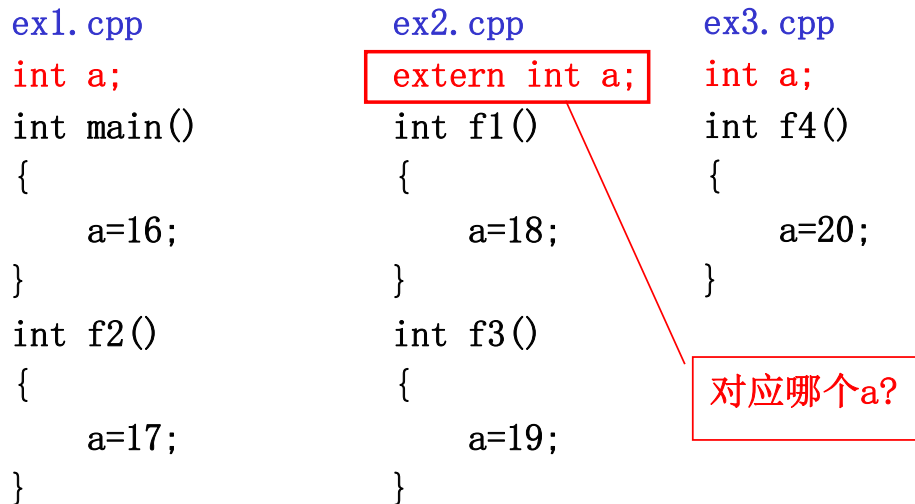 ex1.cpp
int a;
int main()
{
a=16;
}
int f2()
{
a=17;
}
ex2.cpp
extern int a;
int f1()
{
a=18;
}
int f3()
{
a=19;
}
ex3.cpp
int a;
int f4()
{
a=20;
}
对应哪个a?